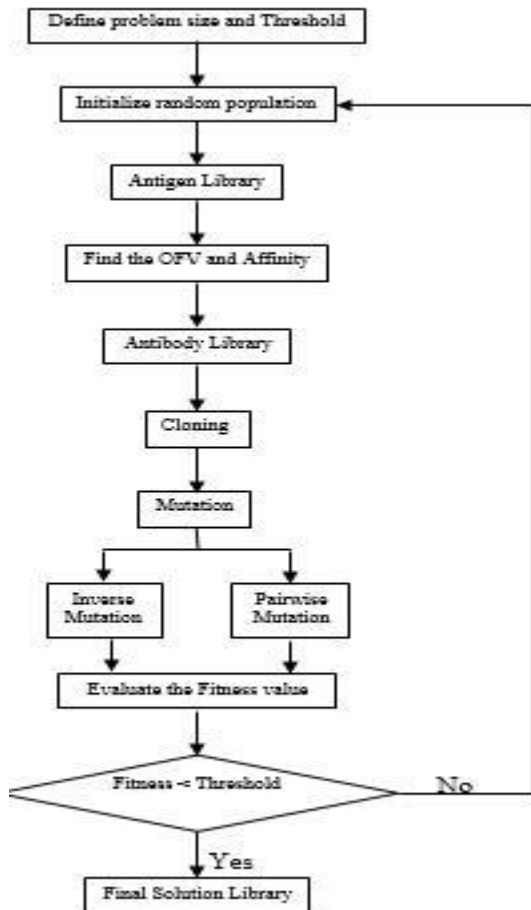 Define problem size and Threshold
Initialize random population
Antigen Library
Find the OFV and Affinity
Antibody Library
Cloning
Mutation
Inverse
Mutation
Pairwise
Mutation
Evaluate the Fitness value
Fitness -< Threshold
No
Yes
Final Solution Library